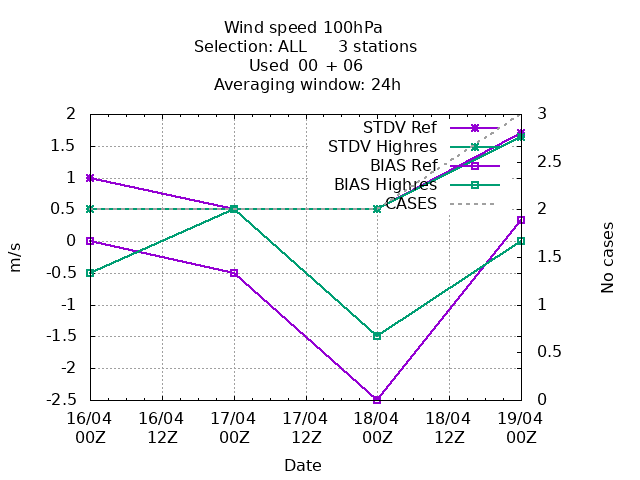 Wind speed 100hPa
Selection: ALL 3 stations
Used 00 + 06
Averaging window: 24h
2
1.5
1
0.5
0
-0.5
-1
-1.5
-2
-2.5
3
2.5
2
1.5
1
0.5
0
m/s
No cases
STDV Ref
STDV Highres
BIAS Ref
BIAS Highres
CASES
16/04 16/04 17/04 17/04 18/04 18/04 19/04
00Z 12Z 00Z 12Z 00Z 12Z 00Z
Date